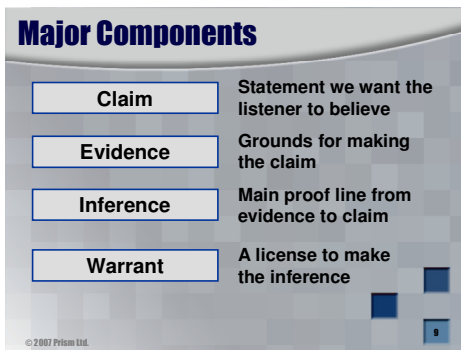 Major Components
Claim
Statement we want the
listener to believe
Evidence
Grounds for making
the claim
Inference
Main proof line from
evidence to claim
Warrant
A license to make
the inference
© 2007 Prism Ltd.
9